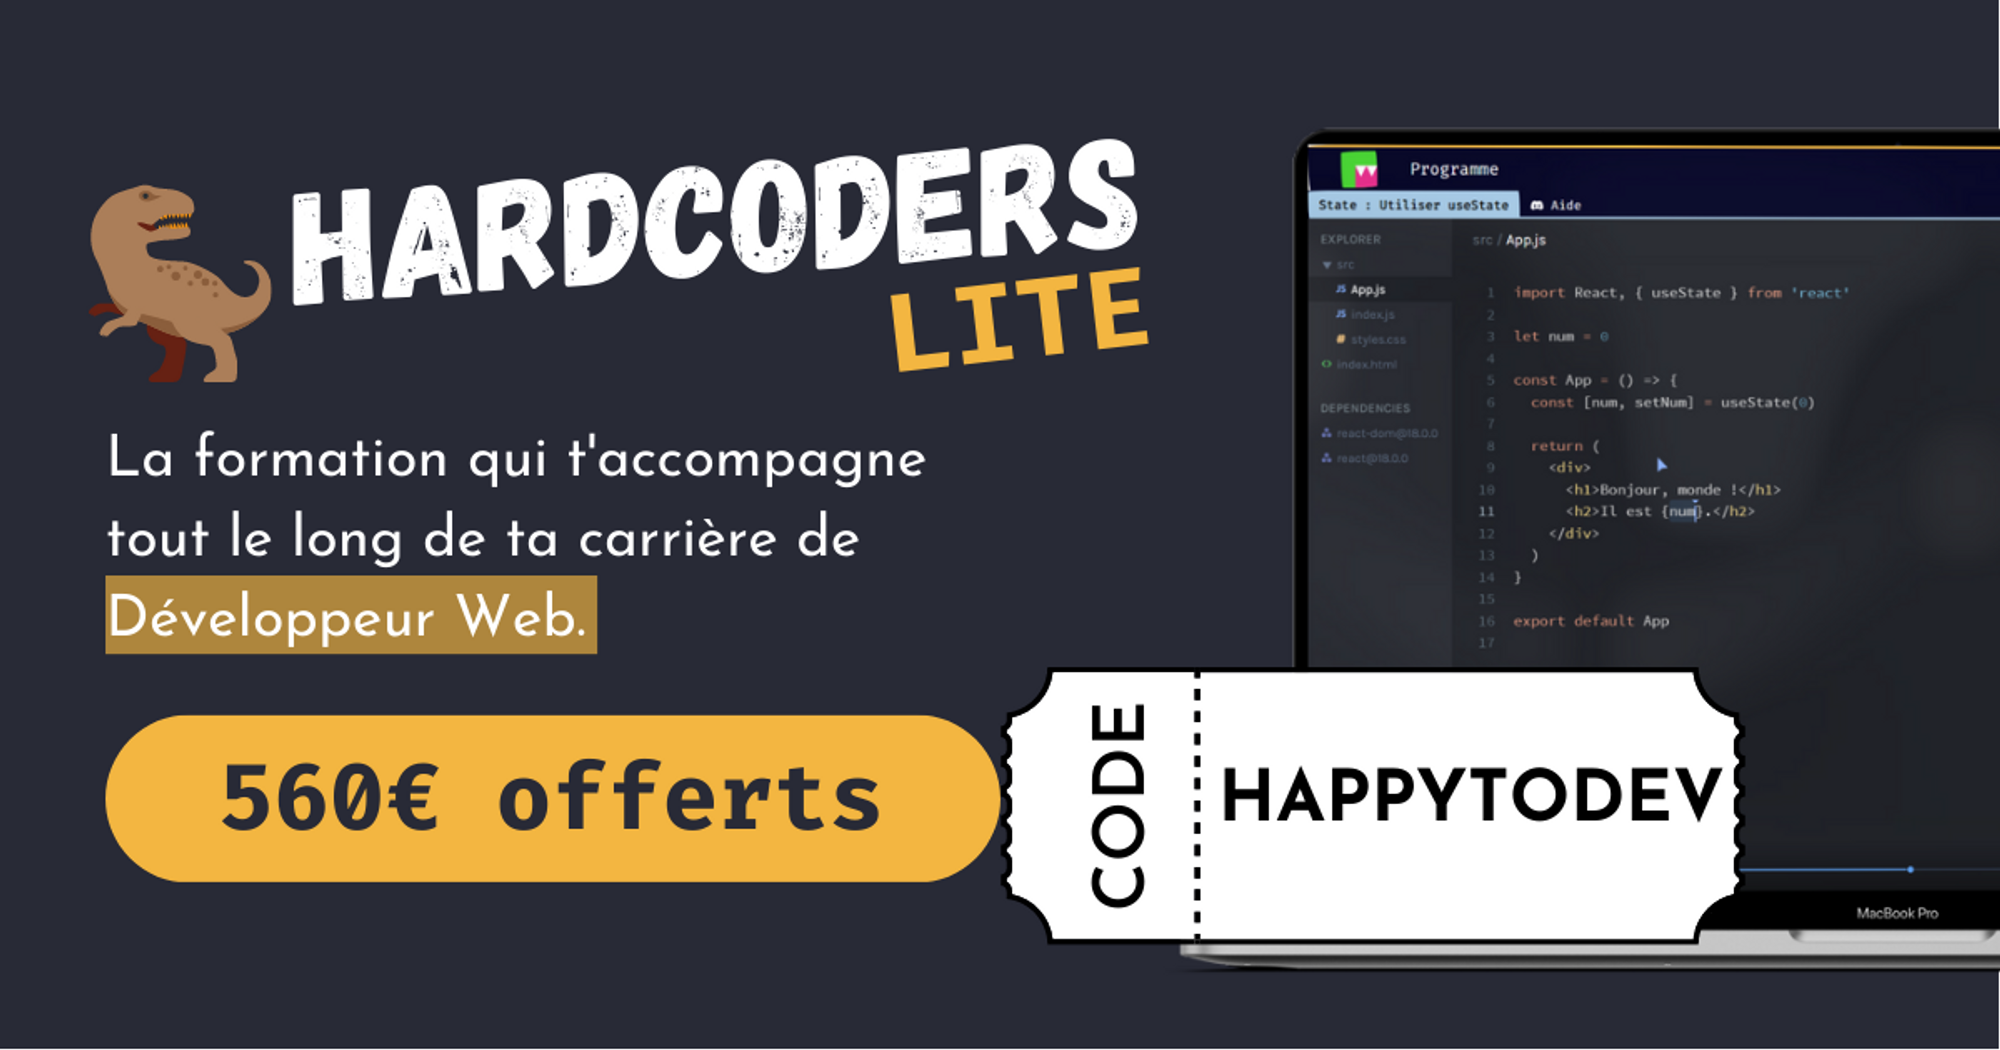 HARDCODERS
LITE
La formation qui t'accompagne
tout le long de ta carrière de
Développeur Web.
560€ offerts
CODE
HAPPYTODEV
Programme
State : Utiliser useState
Aide
EXPLORER
src
JS App.js
JS index.js
styles.css
<> index.html
DEPENDENCIES
react-dom@18.0.0
react@18.0.0
src / App.js
1 import React, { useState } from 'react'
2
3 let num = 0
4
5 const App = () => {
6 const [num, setNum] = useState(0)
7
8 return (
9 <div>
10 <h1>Bonjour, monde !</h1>
11 <h2>Il est {num}.</h2>
12 </div>
13 )
14 }
15
16 export default App
17
MacBook Pro